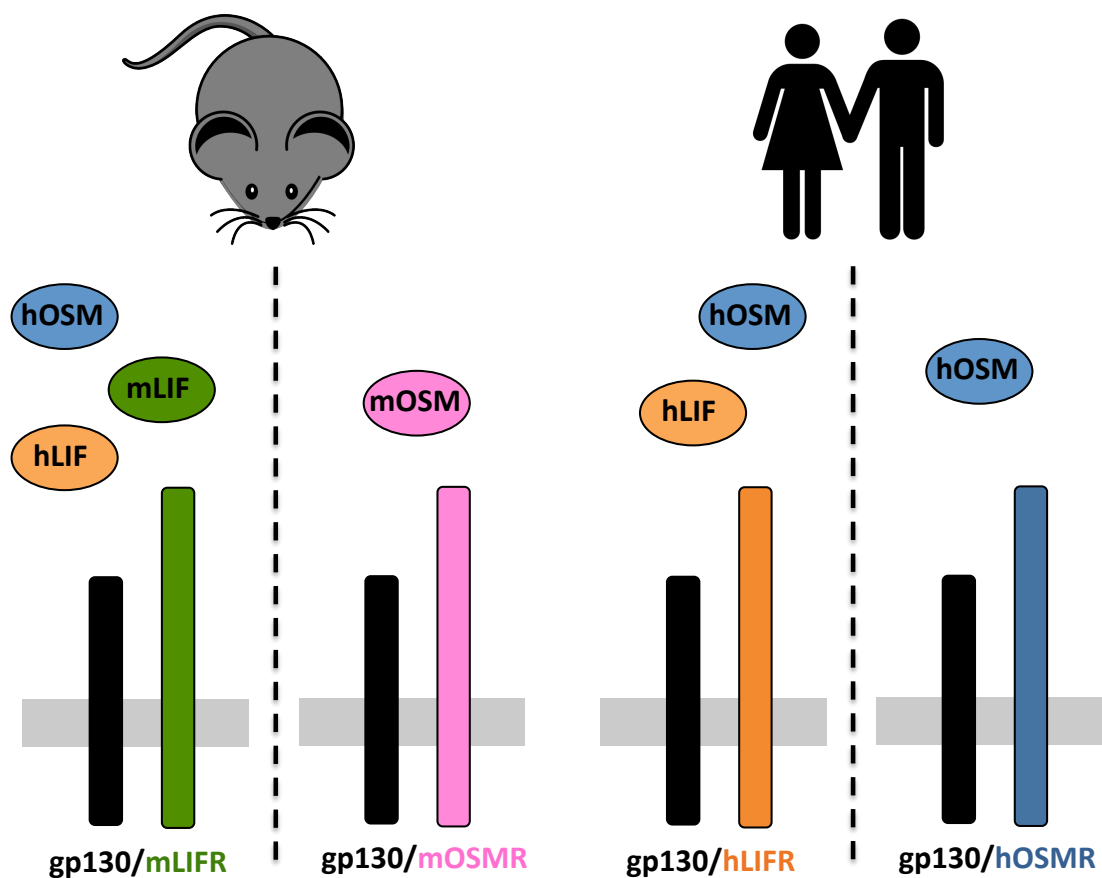 hOSM
mLIF
hLIF
mOSM
hOSM
hLIF
hOSM
gp130/mLIFR
gp130/mOSMR
gp130/hLIFR
gp130/hOSMR